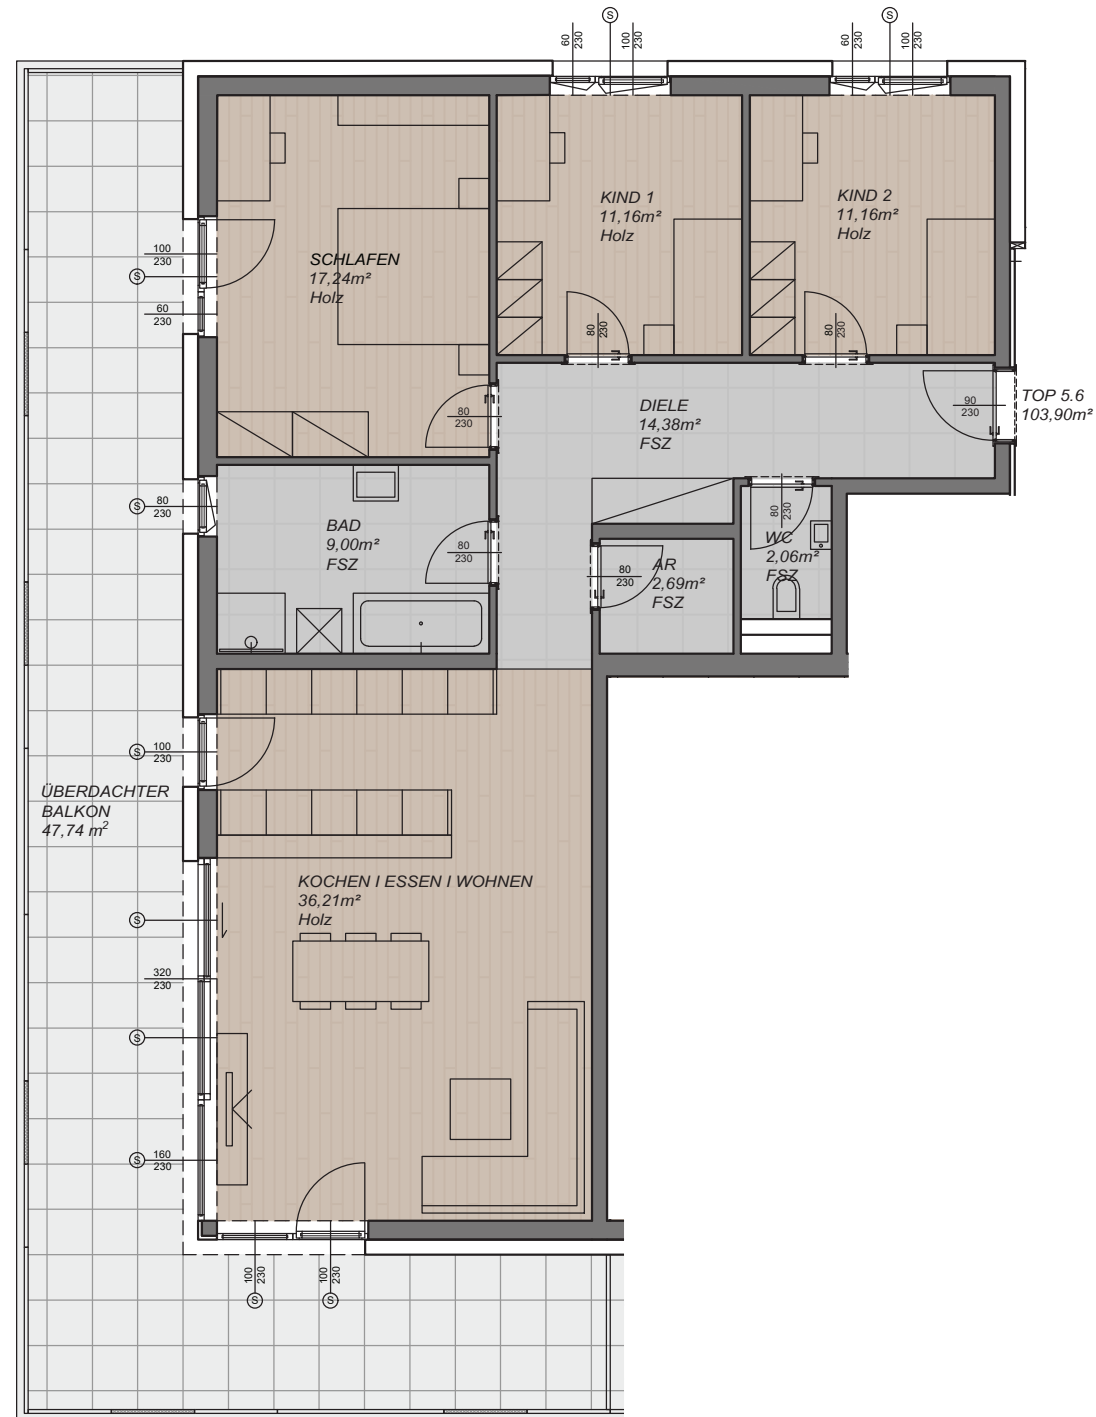 60
230
S
100
230
60
230
S
100
230
KIND 1
11,16m²
Holz
KIND 2
11,16m²
Holz
SCHLAFEN
17,24m²
Holz
100
230
S
60
230
80
230
80
230
80
230
DIELE
14,38m²
FSZ
90
230
TOP 5.6
103,90m²
S
80
230
BAD
9,00m²
FSZ
80
230
80
230
AR
2,69m²
FSZ
80
230
WC
2,06m²
FSZ
S
100
230
ÜBERDACHTER
BALKON
47,74 m²
KOCHEN I ESSEN I WOHNEN
36,21m²
Holz
S
320
230
S
S
160
230
100
230
S
100
230
S